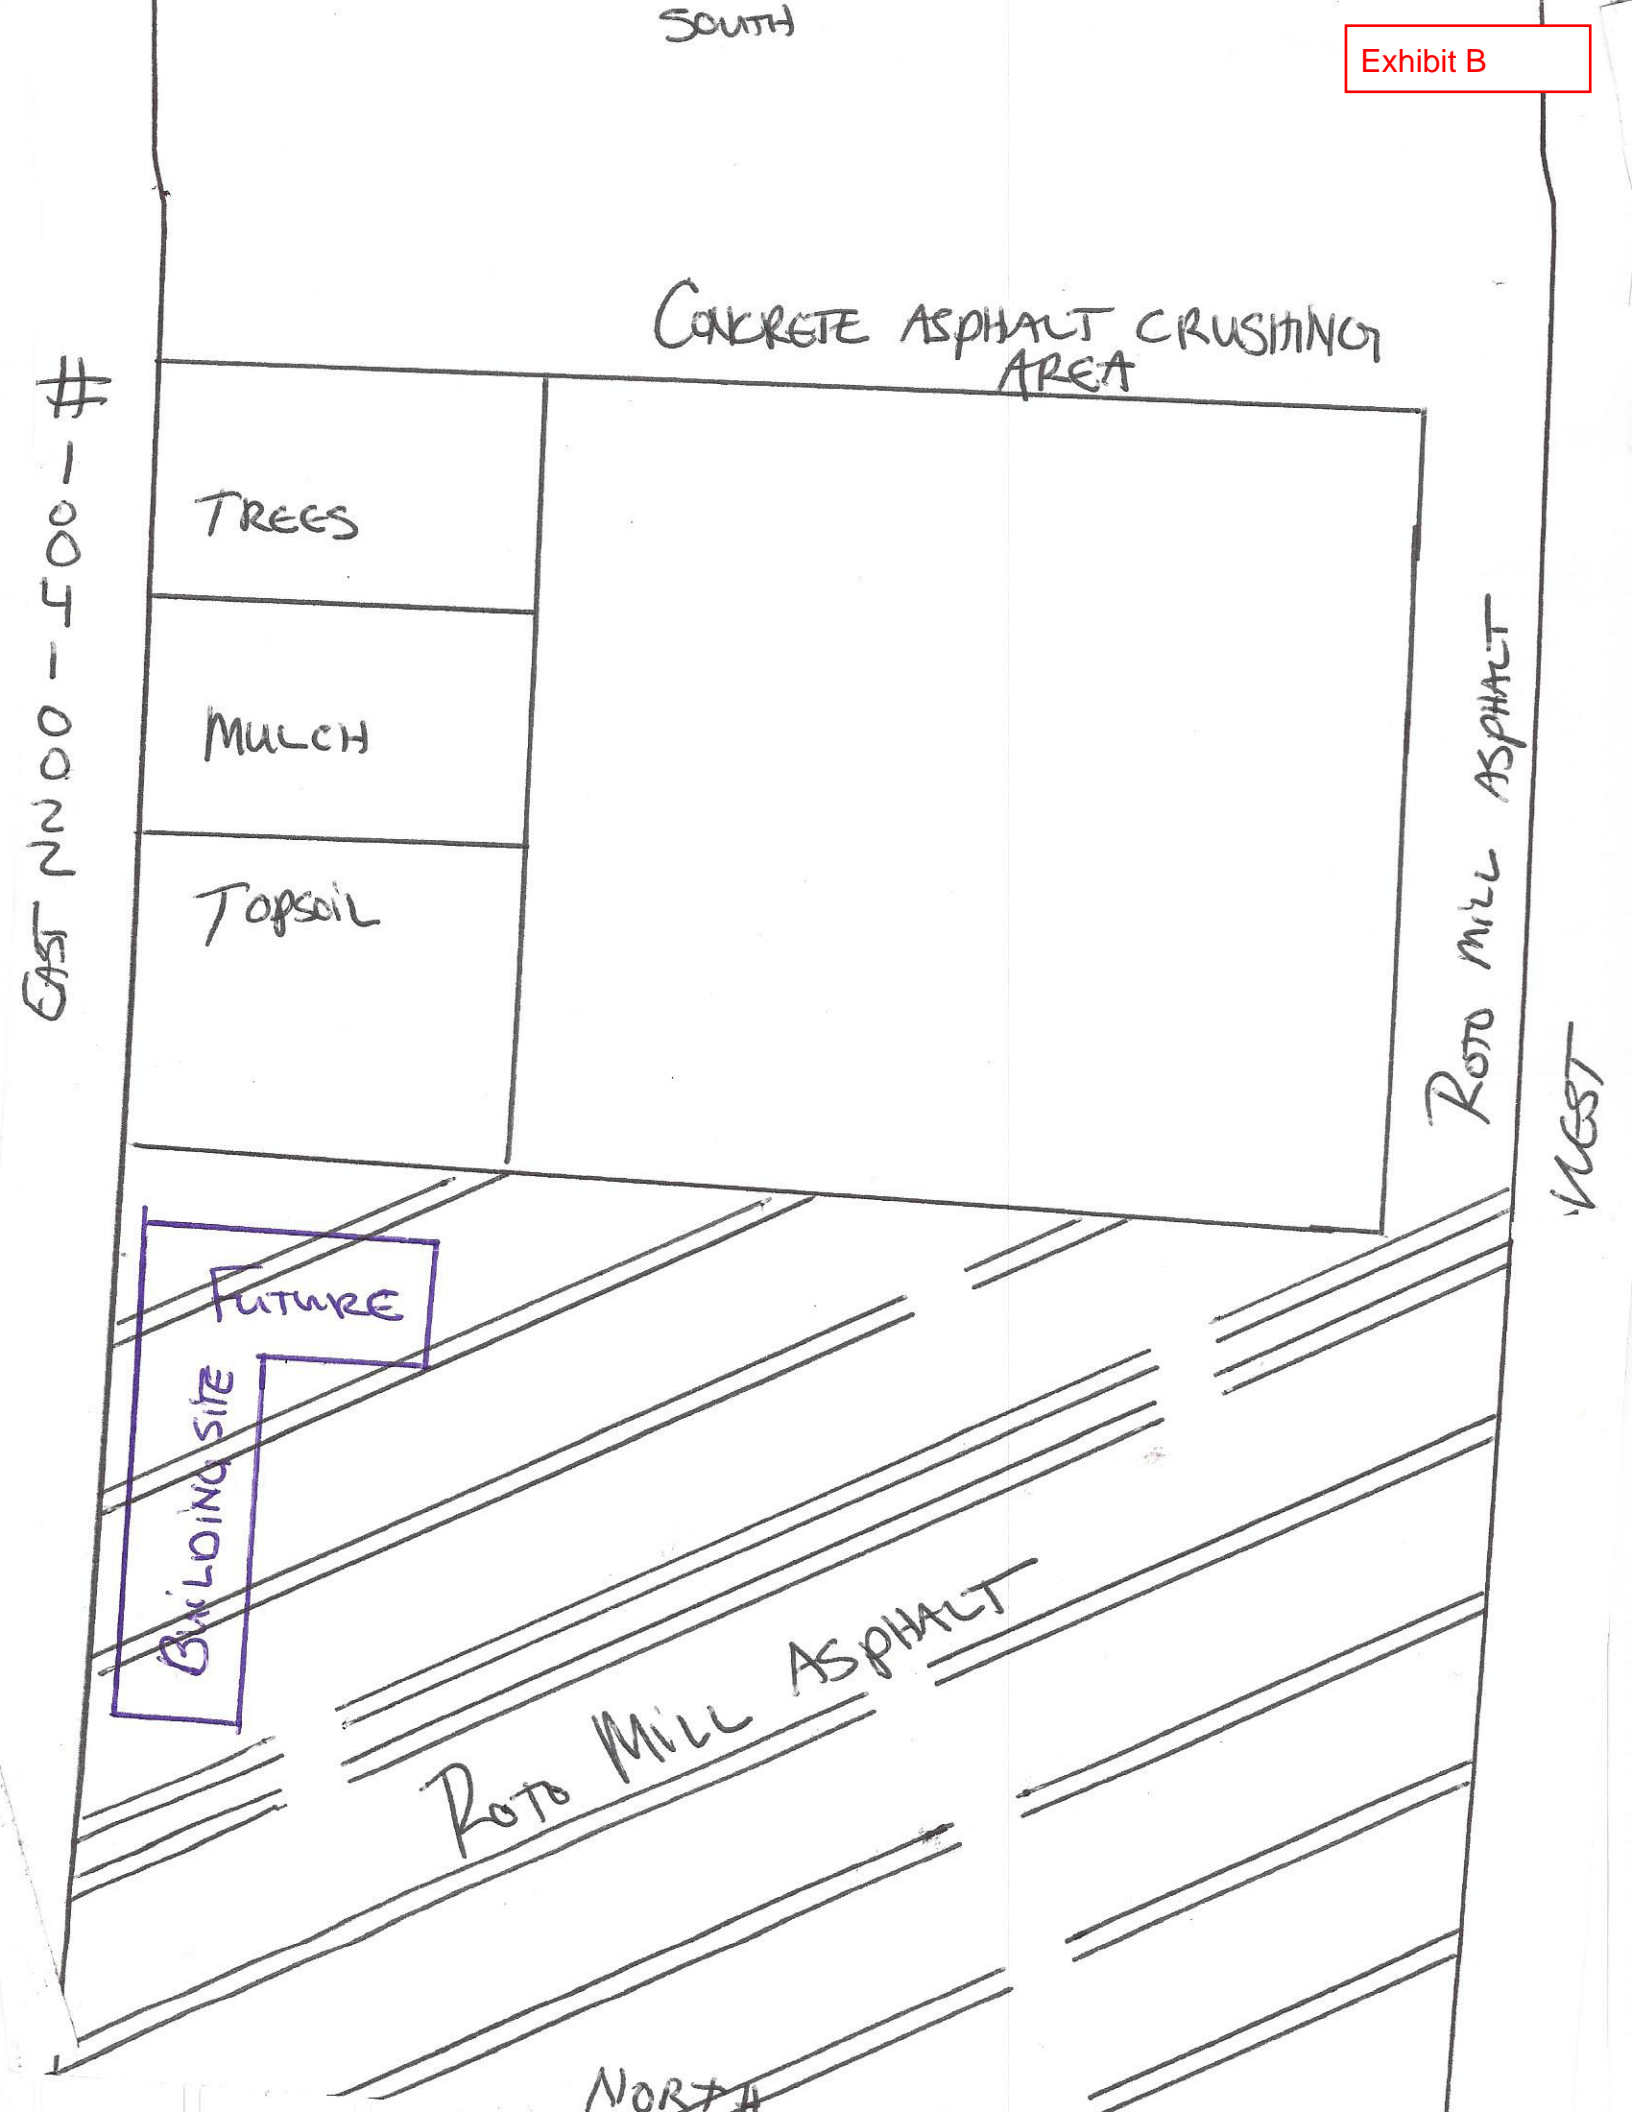 SOUTH
Exhibit B
CONCRETE ASPHALT CRUSHING
AREA
#-004-0022
EAST
TREES
MULCH
TOPSOIL
ROTO MILL ASPHALT
WEST
FUTURE
BUILDING SITE
ROTO MILL ASPHALT
NORTH